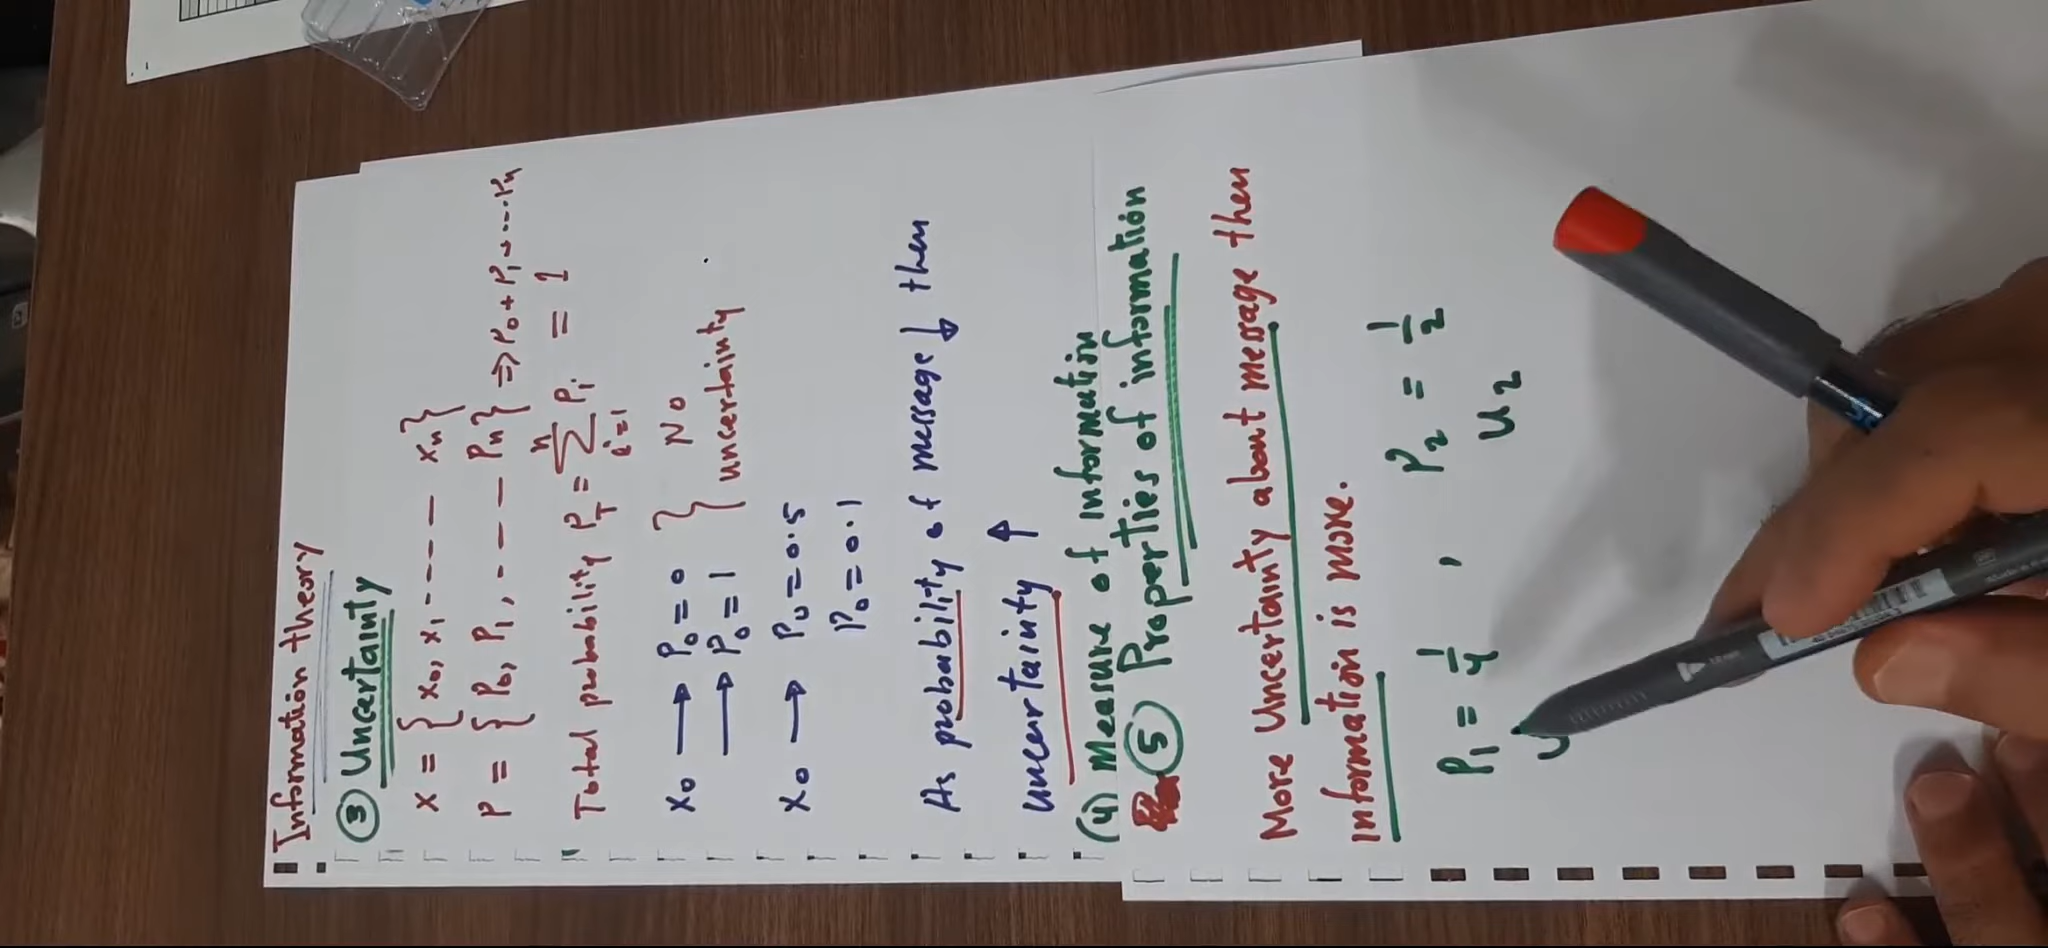 Information theory
③ Uncertainty
X = { x0, x1 ----- xn}
P = { P0, P1, ---- Pn} ⇒ P0 + P1 + .... Pn
Total probability PT = n∑i=1 Pi = 1
x0 → P0 = 0 } No
→ P0 = 1 uncertainty
x0 → P0 = 0.5
P0 = 0.1
As probability of message ↓ then
uncertainty ↑
(4) Measure of information
⑤ Properties of information
More Uncertainty about message then
information is more.
P1 = 1/4 , P2 = 1/2
U U2